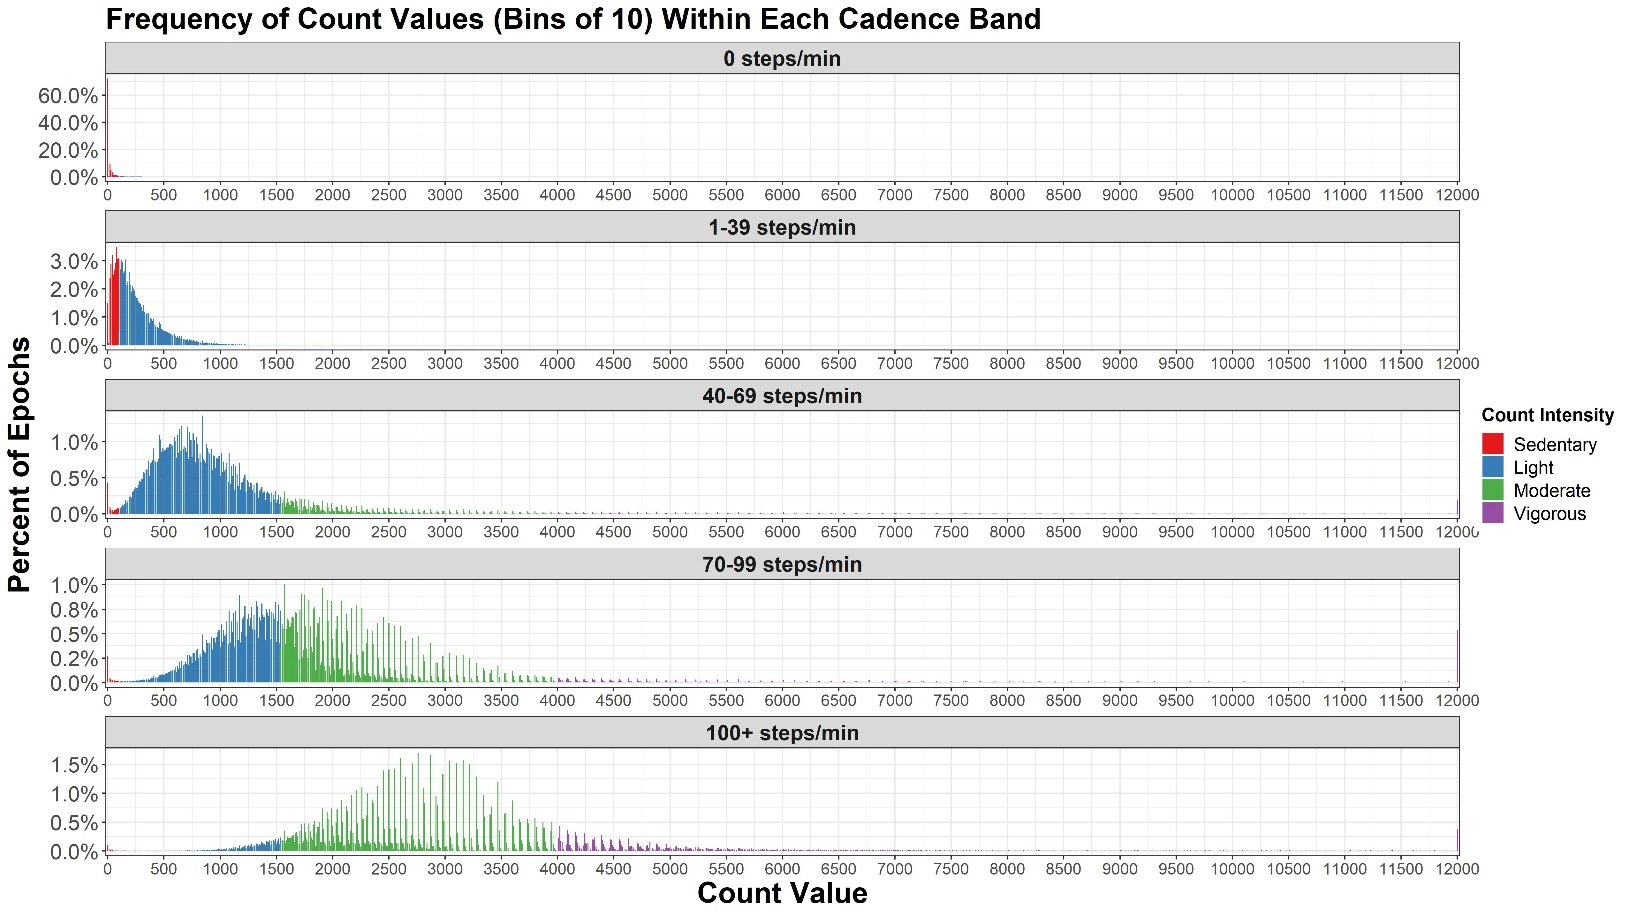 Frequency of Count Values (Bins of 10) Within Each Cadence Band
Percent of Epochs
0 steps/min
60.0%
40.0%
20.0%
0.0%
0 500 1000 1500 2000 2500 3000 3500 4000 4500 5000 5500 6000 6500 7000 7500 8000 8500 9000 9500 10000 10500 11000 11500 12000
1-39 steps/min
3.0%
2.0%
1.0%
0.0%
0 500 1000 1500 2000 2500 3000 3500 4000 4500 5000 5500 6000 6500 7000 7500 8000 8500 9000 9500 10000 10500 11000 11500 12000
40-69 steps/min
1.0%
0.5%
0.0%
0 500 1000 1500 2000 2500 3000 3500 4000 4500 5000 5500 6000 6500 7000 7500 8000 8500 9000 9500 10000 10500 11000 11500 12000
70-99 steps/min
1.0%
0.8%
0.5%
0.2%
0.0%
0 500 1000 1500 2000 2500 3000 3500 4000 4500 5000 5500 6000 6500 7000 7500 8000 8500 9000 9500 10000 10500 11000 11500 12000
100+ steps/min
1.5%
1.0%
0.5%
0.0%
0 500 1000 1500 2000 2500 3000 3500 4000 4500 5000 5500 6000 6500 7000 7500 8000 8500 9000 9500 10000 10500 11000 11500 12000
Count Value
Count Intensity
Sedentary
Light
Moderate
Vigorous